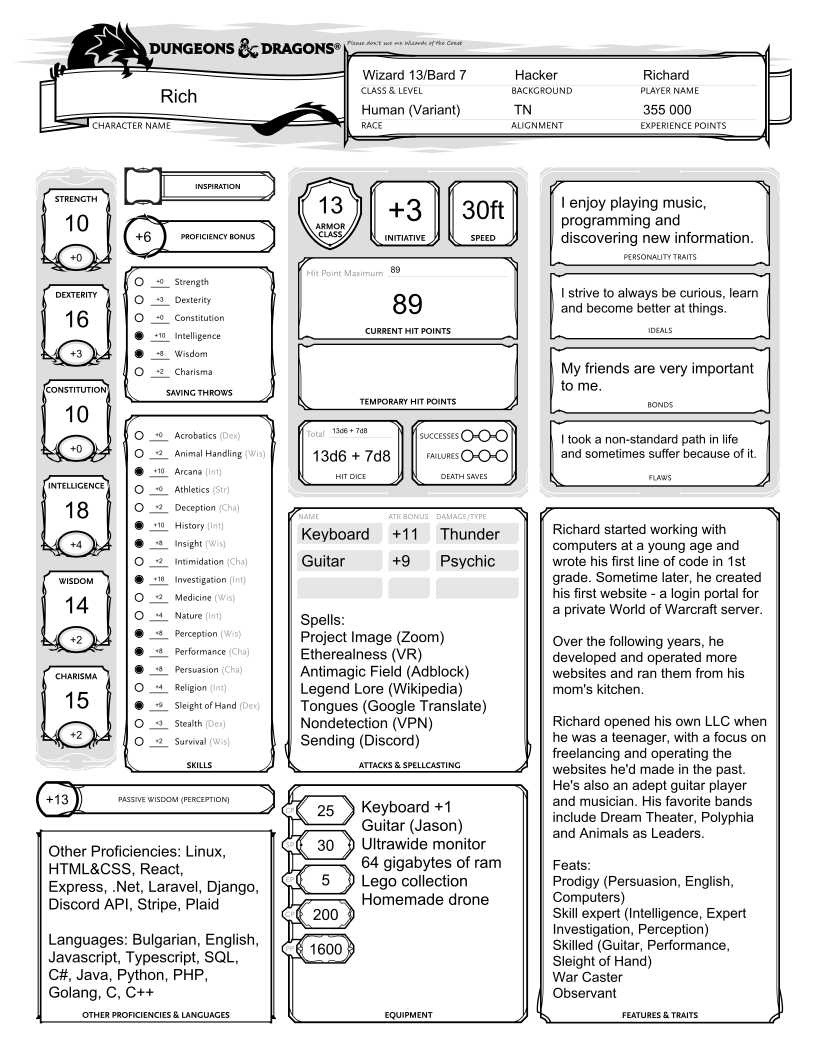 DUNGEONS & DRAGONS®
Please don't sue me Wizards of the Coast
Rich
CHARACTER NAME
Wizard 13/Bard 7 Hacker Richard
CLASS & LEVEL BACKGROUND PLAYER NAME
Human (Variant) TN 355 000
RACE ALIGNMENT EXPERIENCE POINTS
STRENGTH
10
+0
DEXTERITY
16
+3
CONSTITUTION
10
+0
INTELLIGENCE
18
+4
WISDOM
14
+2
CHARISMA
15
+2
INSPIRATION
+6 PROFICIENCY BONUS
+0 Strength
+3 Dexterity
+0 Constitution
+10 Intelligence
+8 Wisdom
+2 Charisma
SAVING THROWS
+0 Acrobatics (Dex)
+2 Animal Handling (Wis)
+10 Arcana (Int)
+0 Athletics (Str)
+2 Deception (Cha)
+10 History (Int)
+8 Insight (Wis)
+2 Intimidation (Cha)
+16 Investigation (Int)
+2 Medicine (Wis)
+4 Nature (Int)
+8 Perception (Wis)
+8 Performance (Cha)
+8 Persuasion (Cha)
+4 Religion (Int)
+9 Sleight of Hand (Dex)
+3 Stealth (Dex)
+2 Survival (Wis)
SKILLS
+13 PASSIVE WISDOM (PERCEPTION)
Other Proficiencies: Linux,
HTML&CSS, React,
Express, .Net, Laravel, Django,
Discord API, Stripe, Plaid
Languages: Bulgarian, English,
Javascript, Typescript, SQL,
C#, Java, Python, PHP,
Golang, C, C++
OTHER PROFICIENCIES & LANGUAGES
13
ARMOR
CLASS
+3
INITIATIVE
30ft
SPEED
Hit Point Maximum 89
89
CURRENT HIT POINTS
TEMPORARY HIT POINTS
Total 13d6 + 7d8
13d6 + 7d8
HIT DICE
SUCCESSES
FAILURES
DEATH SAVES
NAME ATK BONUS DAMAGE/TYPE
Keyboard +11 Thunder
Guitar +9 Psychic
Spells:
Project Image (Zoom)
Etherealness (VR)
Antimagic Field (Adblock)
Legend Lore (Wikipedia)
Tongues (Google Translate)
Nondetection (VPN)
Sending (Discord)
ATTACKS & SPELLCASTING
CP 25
SP 30
EP 5
GP 200
PP 1600
Keyboard +1
Guitar (Jason)
Ultrawide monitor
64 gigabytes of ram
Lego collection
Homemade drone
EQUIPMENT
I enjoy playing music,
programming and
discovering new information.
PERSONALITY TRAITS
I strive to always be curious, learn
and become better at things.
IDEALS
My friends are very important
to me.
BONDS
I took a non-standard path in life
and sometimes suffer because of it.
FLAWS
Richard started working with
computers at a young age and
wrote his first line of code in 1st
grade. Sometime later, he created
his first website - a login portal for
a private World of Warcraft server.
Over the following years, he
developed and operated more
websites and ran them from his
mom's kitchen.
Richard opened his own LLC when
he was a teenager, with a focus on
freelancing and operating the
websites he'd made in the past.
He's also an adept guitar player
and musician. His favorite bands
include Dream Theater, Polyphia
and Animals as Leaders.
Feats:
Prodigy (Persuasion, English,
Computers)
Skill expert (Intelligence, Expert
Investigation, Perception)
Skilled (Guitar, Performance,
Sleight of Hand)
War Caster
Observant
FEATURES & TRAITS